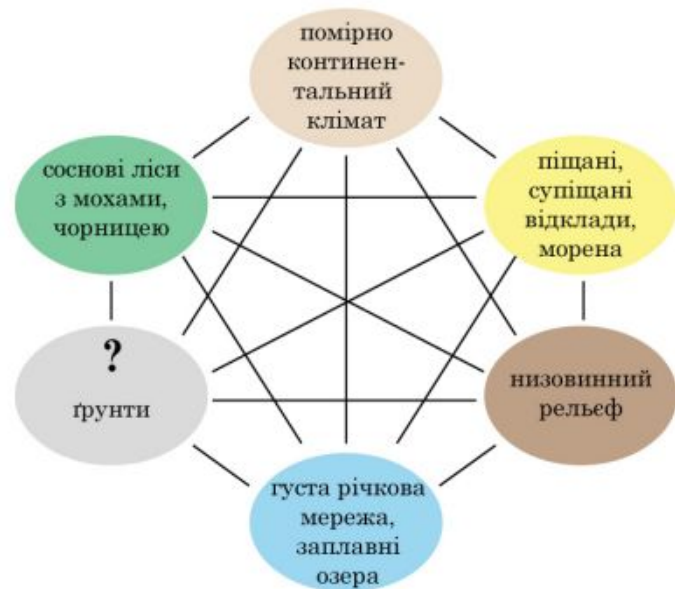 помірно
континен-
тальний
клімат
соснові ліси
з мохами,
чорницею
піщані,
супіщані
відклади,
морена
?
ґрунти
низовинний
рельєф
густа річкова
мережа,
заплавні
озера